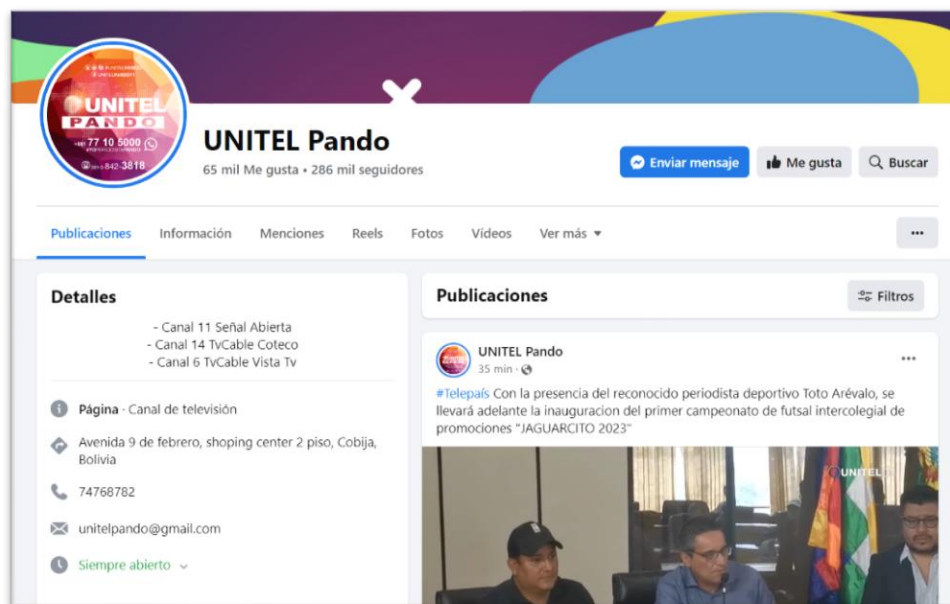 UNITEL
PANDO
77 10 5000
842-3818
UNITEL Pando
65 mil Me gusta • 286 mil seguidores
Enviar mensaje
Me gusta
Buscar
Publicaciones
Información
Menciones
Reels
Fotos
Vídeos
Ver más
Detalles
- Canal 11 Señal Abierta
- Canal 14 TvCable Coteco
- Canal 6 TvCable Vista Tv
Página · Canal de televisión
Avenida 9 de febrero, shoping center 2 piso, Cobija,
Bolivia
74768782
unitelpando@gmail.com
Siempre abierto
Publicaciones
Filtros
UNITEL Pando
35 min ·
#Telepaís Con la presencia del reconocido periodista deportivo Toto Arévalo, se
llevará adelante la inauguracion del primer campeonato de futsal intercolegial de
promociones "JAGUARCITO 2023"
UNITEL